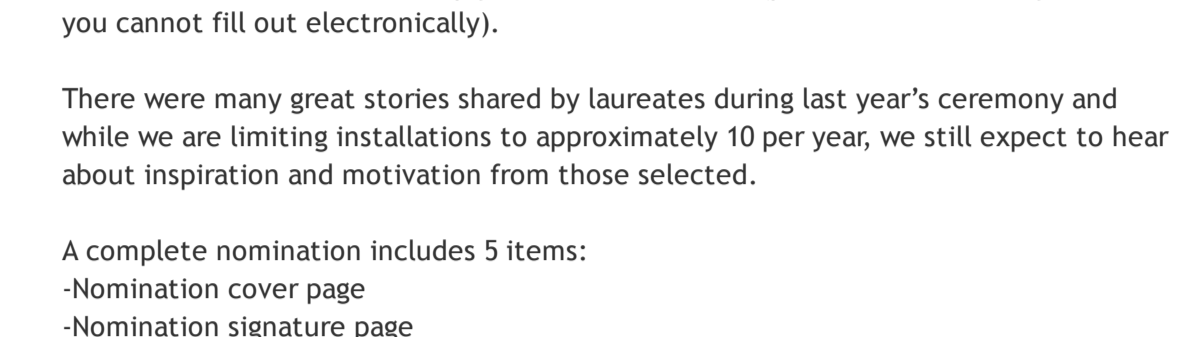 you cannot fill out electronically).
There were many great stories shared by laureates during last year’s ceremony and
while we are limiting installations to approximately 10 per year, we still expect to hear
about inspiration and motivation from those selected.
A complete nomination includes 5 items:
-Nomination cover page
-Nomination signature page